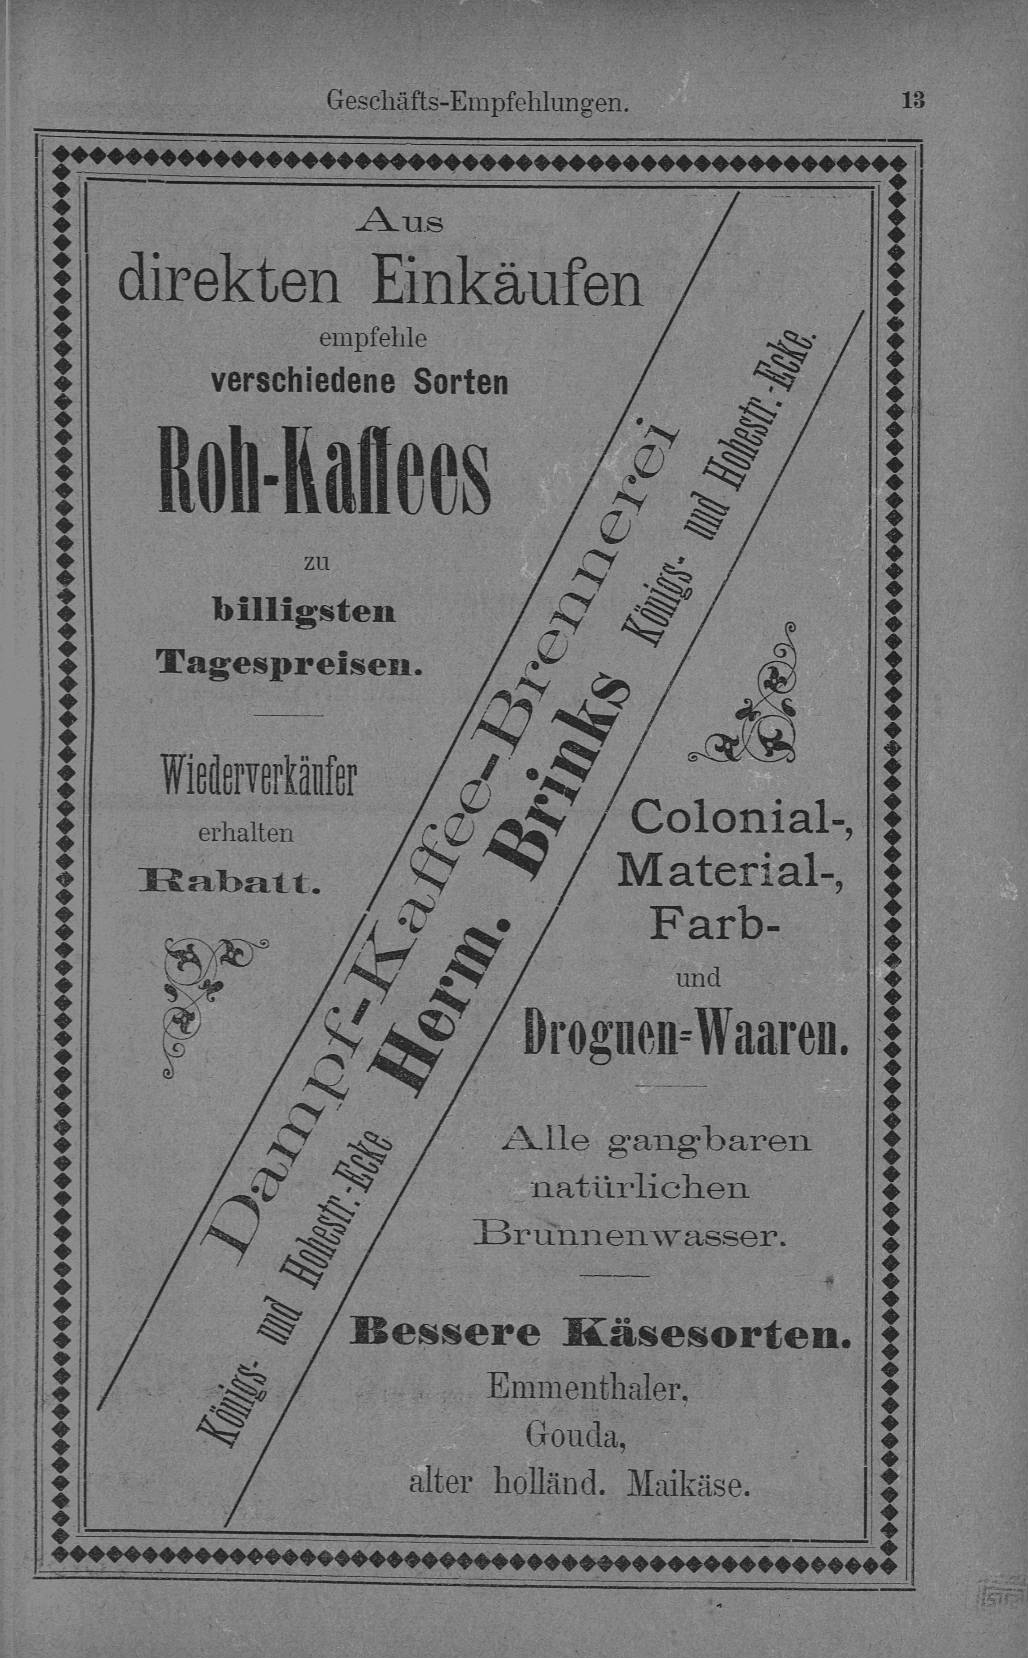 Geschäfts-Empfehlungen. 13
Aus
direkten Einkäufen
empfehle
verschiedene Sorten
Roh-Kaffees
zu
billigsten
Tagespreisen.
Wiederverkäufer
erhalten
Rabatt.
Dampf-Kaffee-Brennerei
Herm. Brinks
Königs- und Hohestr.-Ecke
Königs- und Hohestr.-Ecke.
Colonial-,
Material-,
Farb-
und
Droguen-Waaren.
Alle gangbaren
natürlichen
Brunnenwasser.
Bessere Käsesorten.
Emmenthaler,
Gouda,
alter holländ. Maikäse.